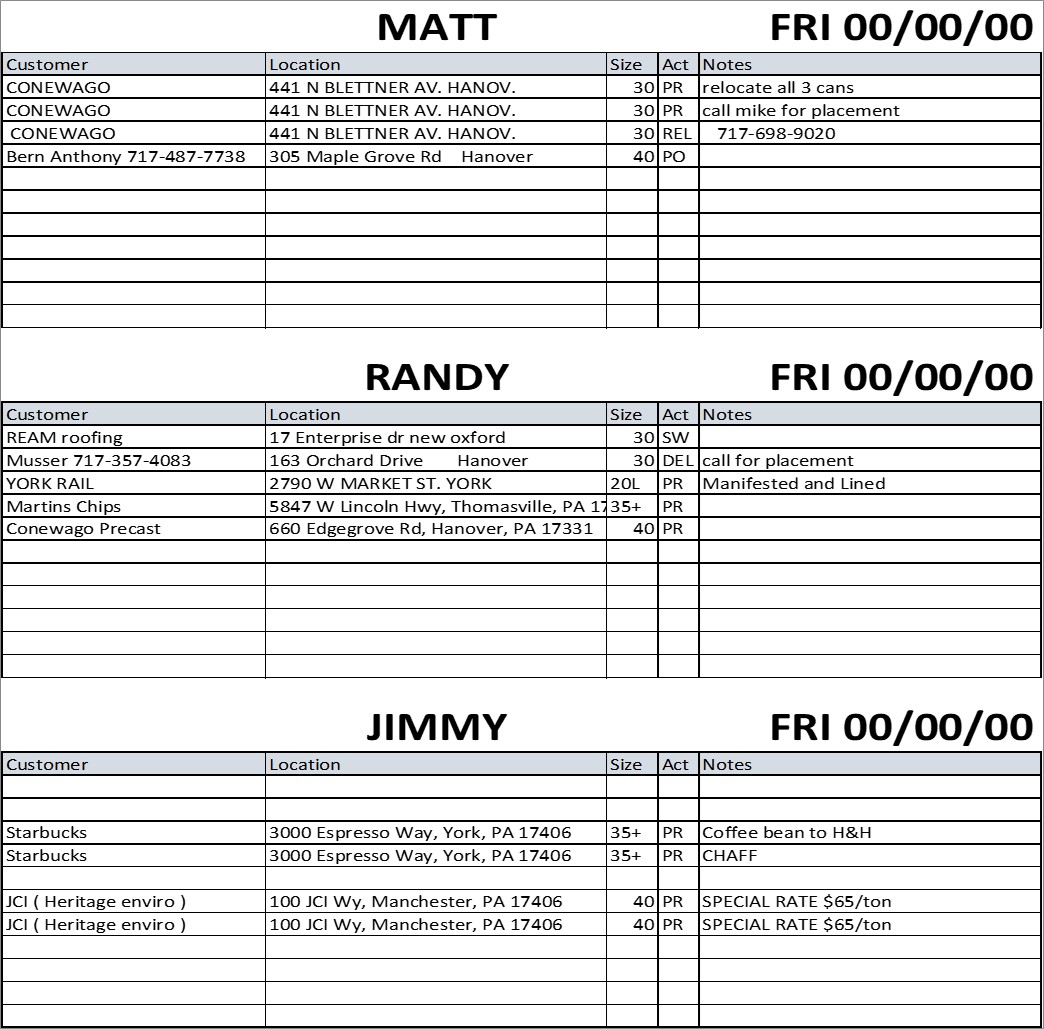 MATT FRI 00/00/00
Customer Location Size Act Notes
CONEWAGO 441 N BLETTNER AV. HANOV. 30 PR relocate all 3 cans
CONEWAGO 441 N BLETTNER AV. HANOV. 30 PR call mike for placement
CONEWAGO 441 N BLETTNER AV. HANOV. 30 REL 717-698-9020
Bern Anthony 717-487-7738 305 Maple Grove Rd Hanover 40 PO
RANDY FRI 00/00/00
Customer Location Size Act Notes
REAM roofing 17 Enterprise dr new oxford 30 SW
Musser 717-357-4083 163 Orchard Drive Hanover 30 DEL call for placement
YORK RAIL 2790 W MARKET ST. YORK 20L PR Manifested and Lined
Martins Chips 5847 W Lincoln Hwy, Thomasville, PA 17 35+ PR
Conewago Precast 660 Edgegrove Rd, Hanover, PA 17331 40 PR
JIMMY FRI 00/00/00
Customer Location Size Act Notes
Starbucks 3000 Espresso Way, York, PA 17406 35+ PR Coffee bean to H&H
Starbucks 3000 Espresso Way, York, PA 17406 35+ PR CHAFF
JCI ( Heritage enviro ) 100 JCI Wy, Manchester, PA 17406 40 PR SPECIAL RATE $65/ton
JCI ( Heritage enviro ) 100 JCI Wy, Manchester, PA 17406 40 PR SPECIAL RATE $65/ton